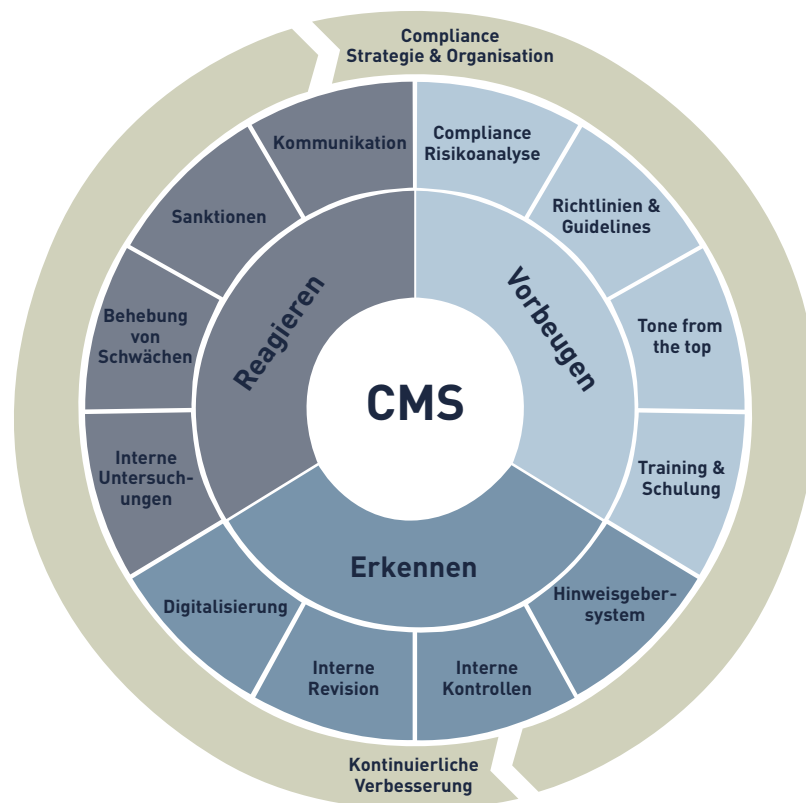 Compliance
Strategie & Organisation
Kommunikation
Compliance
Risikoanalyse
Sanktionen
Richtlinien &
Guidelines
Reagieren
Vorbeugen
Behebung
von
Schwächen
Tone from
the top
CMS
Interne
Untersuch-
ungen
Training &
Schulung
Erkennen
Digitalisierung
Hinweisgeber-
system
Interne
Revision
Interne
Kontrollen
Kontinuierliche
Verbesserung